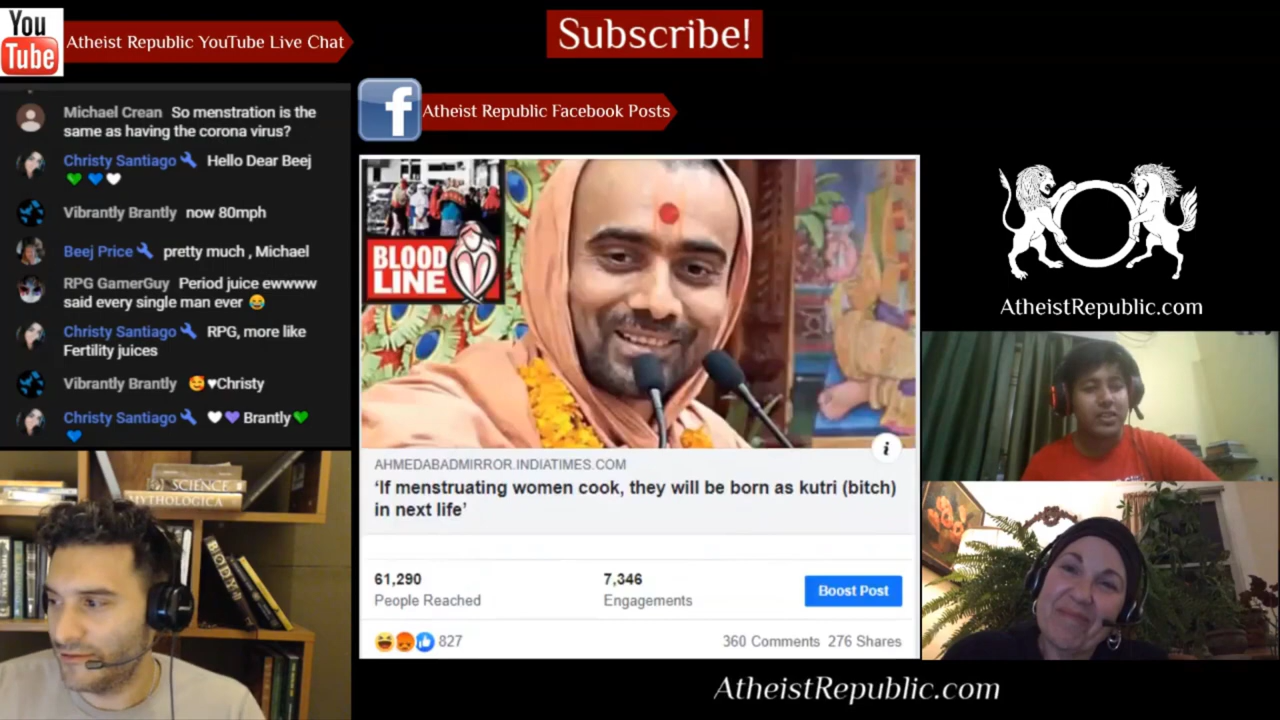 You
Tube
Atheist Republic YouTube Live Chat
Subscribe!
Atheist Republic Facebook Posts
Michael Crean So menstration is the
same as having the corona virus?
Christy Santiago Hello Dear Beej
Vibrantly Brantly now 80mph
Beej Price pretty much , Michael
RPG GamerGuy Period juice ewwww
said every single man ever 😂
Christy Santiago RPG, more like
Fertility juices
Vibrantly Brantly 🥰♥Christy
Christy Santiago 🤍💜 Brantly💚
💙
BLOOD
LINE
AHMEDABADMIRROR.INDIATIMES.COM
‘If menstruating women cook, they will be born as kutri (bitch)
in next life’
61,290
People Reached
7,346
Engagements
Boost Post
827
360 Comments 276 Shares
AtheistRepublic.com
SCIENCE
MYTHOLOGICA
BODY
AtheistRepublic.com